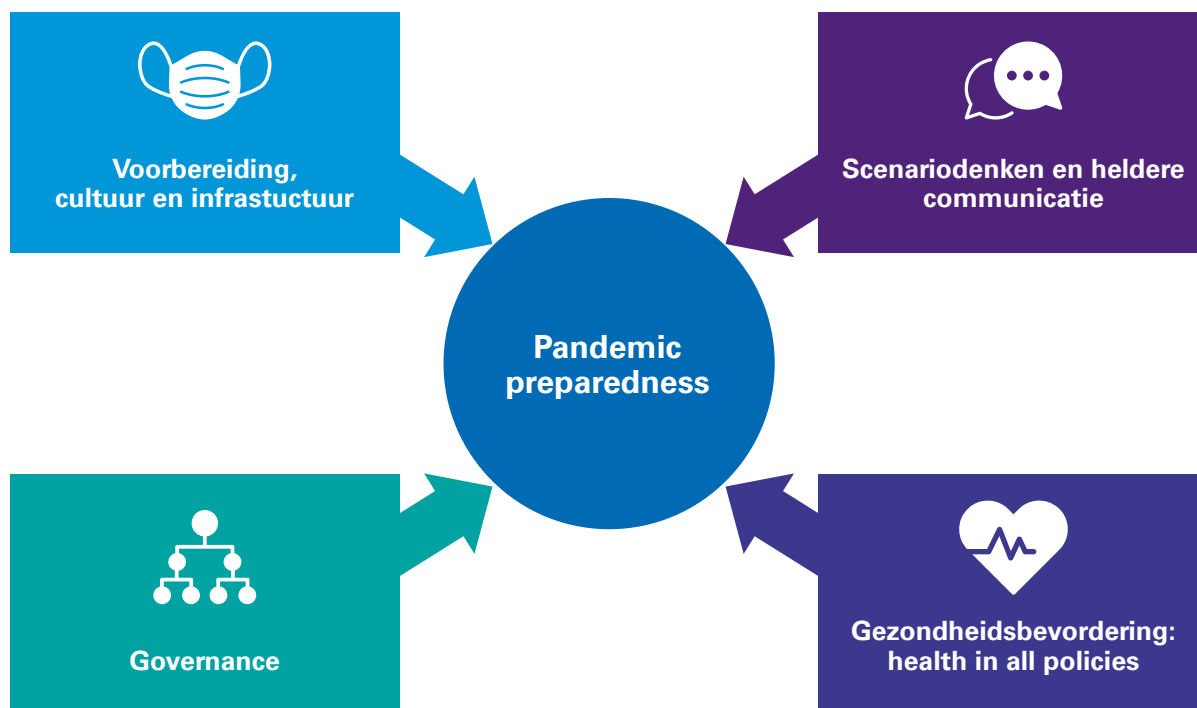 Voorbereiding,
cultuur en infrastuctuur
Scenariodenken en heldere
communicatie
Pandemic
preparedness
Governance
Gezondheidsbevordering:
health in all policies